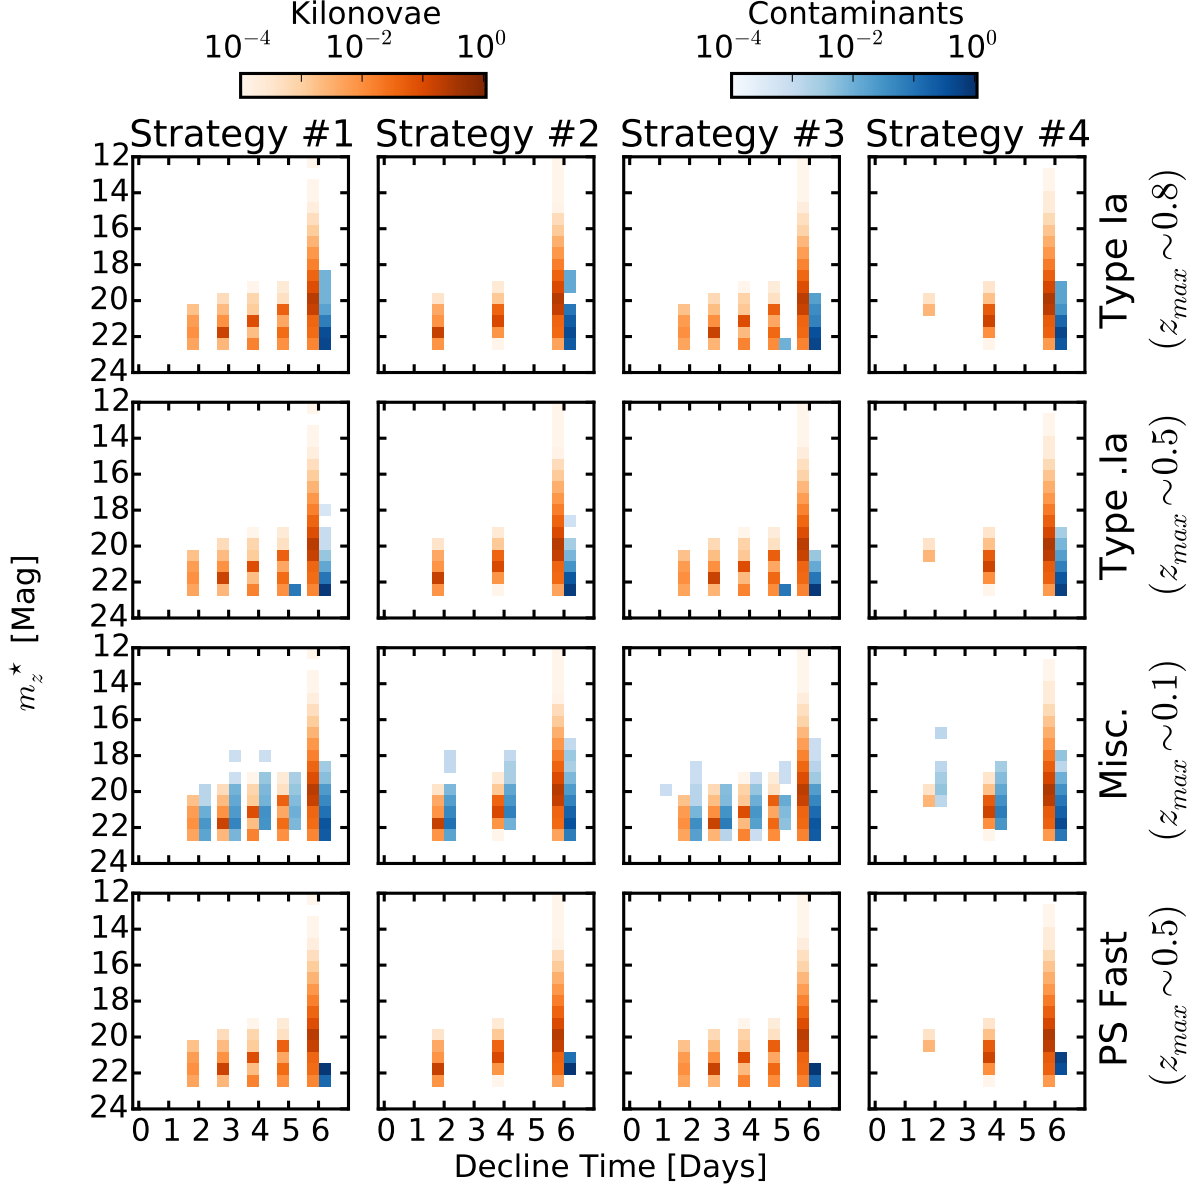 Kilonovae Contaminants
10⁻⁴ 10⁻² 10⁰ 10⁻⁴ 10⁻² 10⁰
Strategy #1 Strategy #2 Strategy #3 Strategy #4
12
14
16
18
20
22
24
Type Ia
(z_max ~0.8)
12
14
16
18
20
22
24
Type .Ia
(z_max ~0.5)
12
14
16
18
20
22
24
Misc.
(z_max ~0.1)
12
14
16
18
20
22
24
PS Fast
(z_max ~0.5)
m_z★ [Mag]
0 1 2 3 4 5 6 0 1 2 3 4 5 6 0 1 2 3 4 5 6 0 1 2 3 4 5 6
Decline Time [Days]